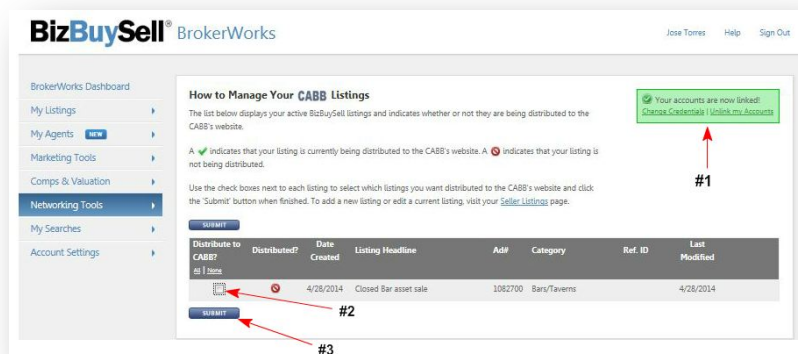 BizBuySell® BrokerWorks
Jose Torres Help Sign Out
BrokerWorks Dashboard
My Listings
My Agents NEW
Marketing Tools
Comps & Valuation
Networking Tools
My Searches
Account Settings
How to Manage Your CABB Listings
The list below displays your active BizBuySell listings and indicates whether or not they are being distributed to the
CABB's website.
A indicates that your listing is currently being distributed to the CABB's website. A indicates that your listing is
not being distributed.
Use the check boxes next to each listing to select which listings you want distributed to the CABB's website and click
the 'Submit' button when finished. To add a new listing or edit a current listing, visit your Seller Listings page.
Your accounts are now linked!
Change Credentials | Unlink my Accounts
#1
SUBMIT
Distribute to CABB? Distributed? Date Created Listing Headline Ad# Category Ref. ID Last Modified
All | None
4/28/2014 Closed Bar asset sale 1082700 Bars/Taverns 4/28/2014
#2
SUBMIT
#3